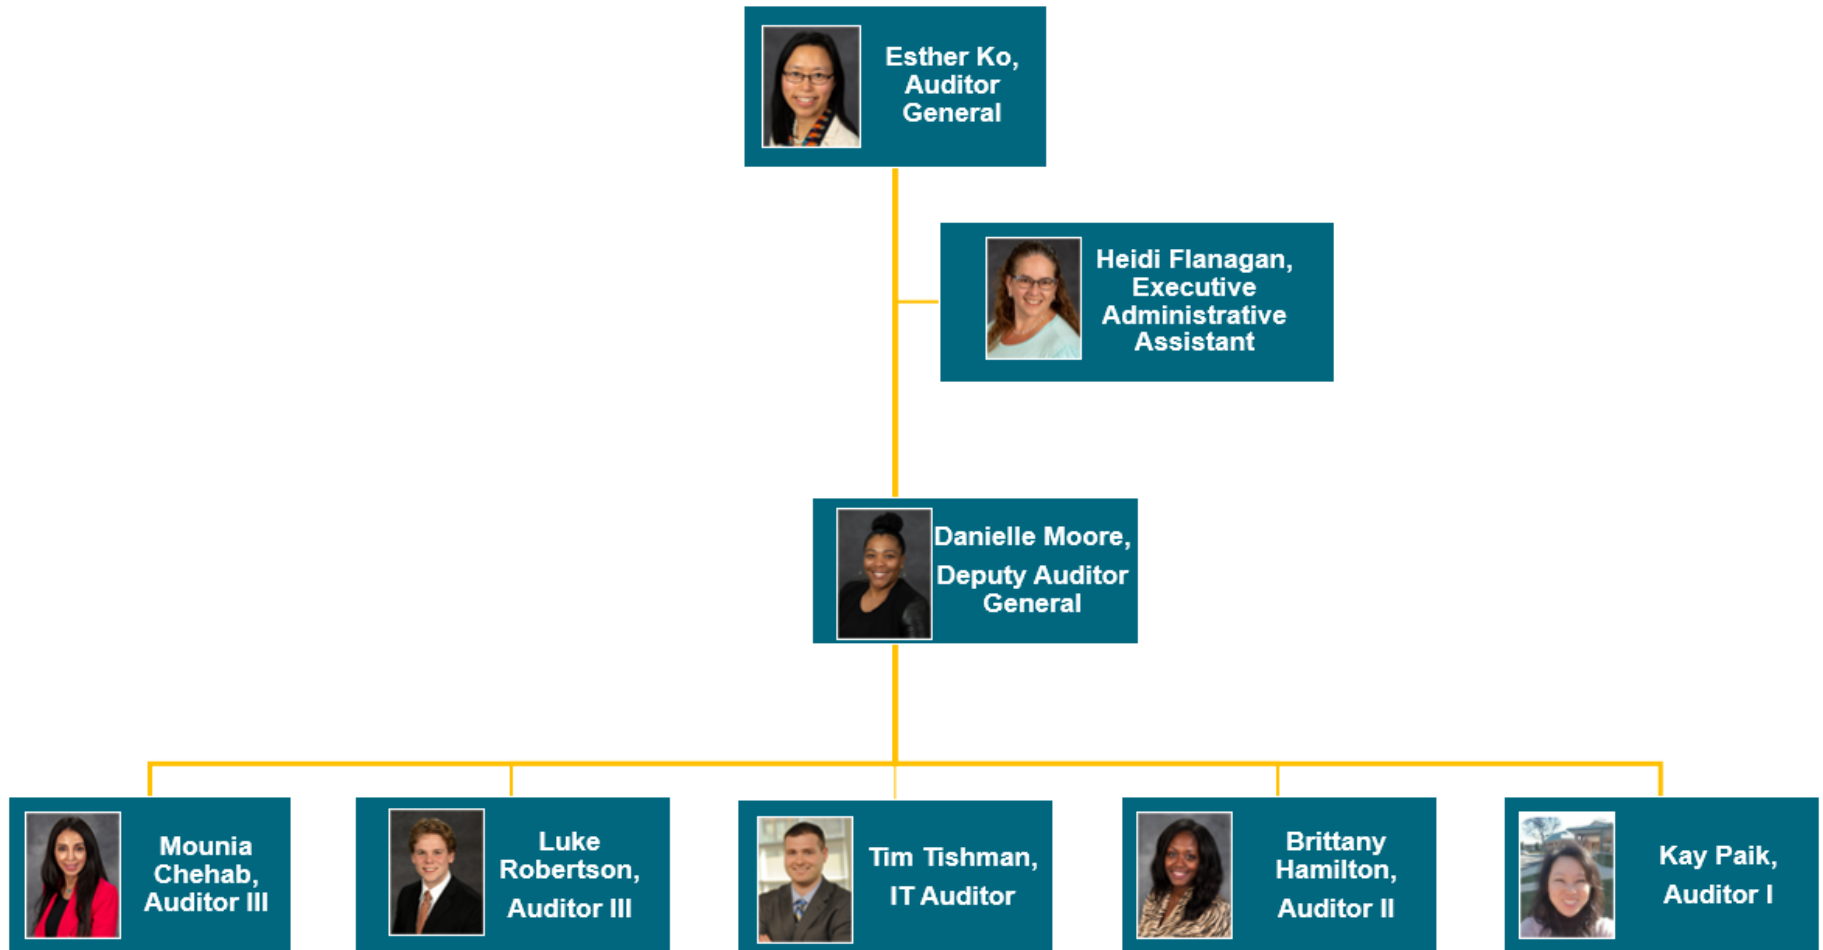 Esther Ko,
Auditor
General
Heidi Flanagan,
Executive
Administrative
Assistant
Danielle Moore,
Deputy Auditor
General
Mounia
Chehab,
Auditor III
Luke
Robertson,
Auditor III
Tim Tishman,
IT Auditor
Brittany
Hamilton,
Auditor II
Kay Paik,
Auditor I